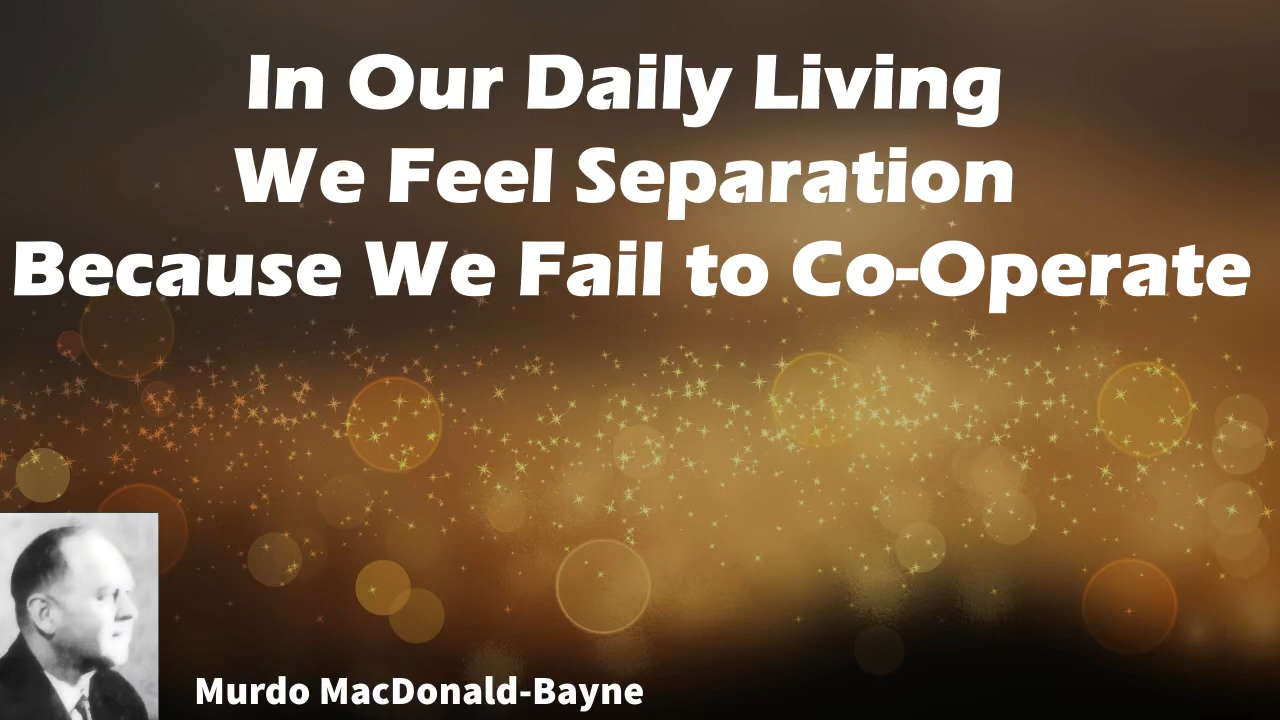 In Our Daily Living
We Feel Separation
Because We Fail to Co-Operate
Murdo MacDonald-Bayne